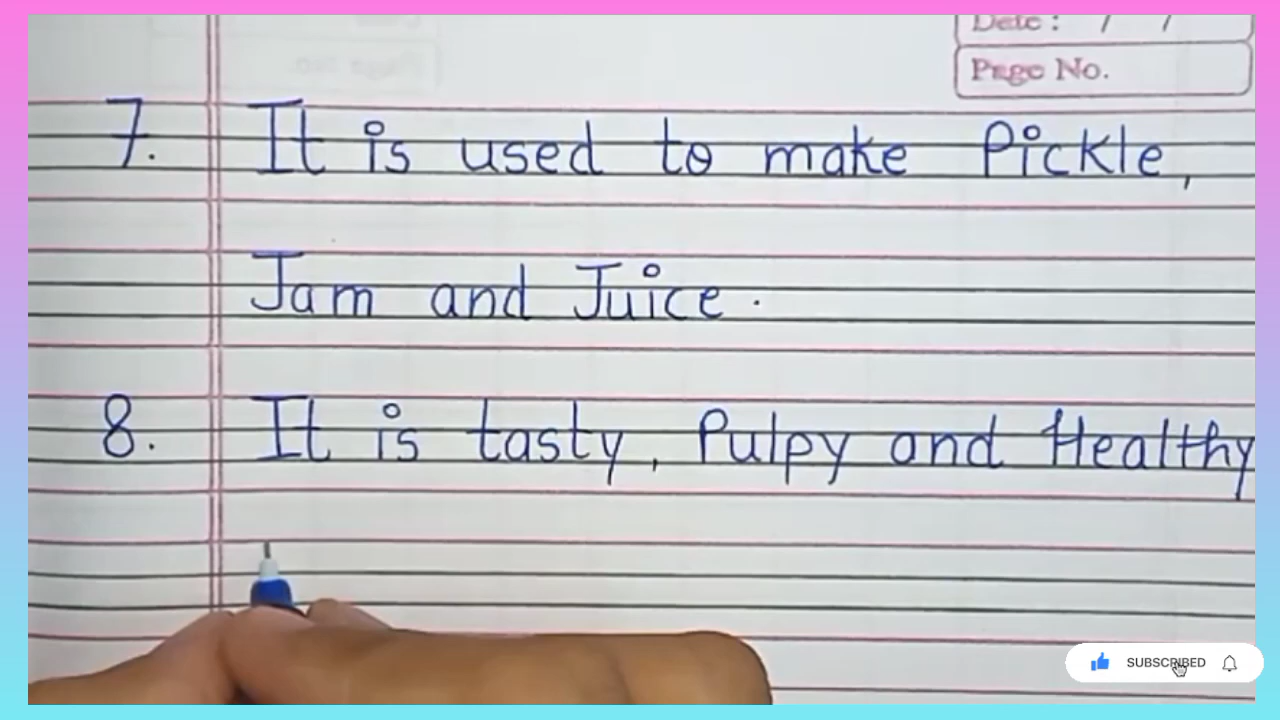 Date : / /
Page No.
7. It is used to make Pickle,
Jam and Juice.
8. It is tasty, Pulpy and Healthy
SUBSCRIBED